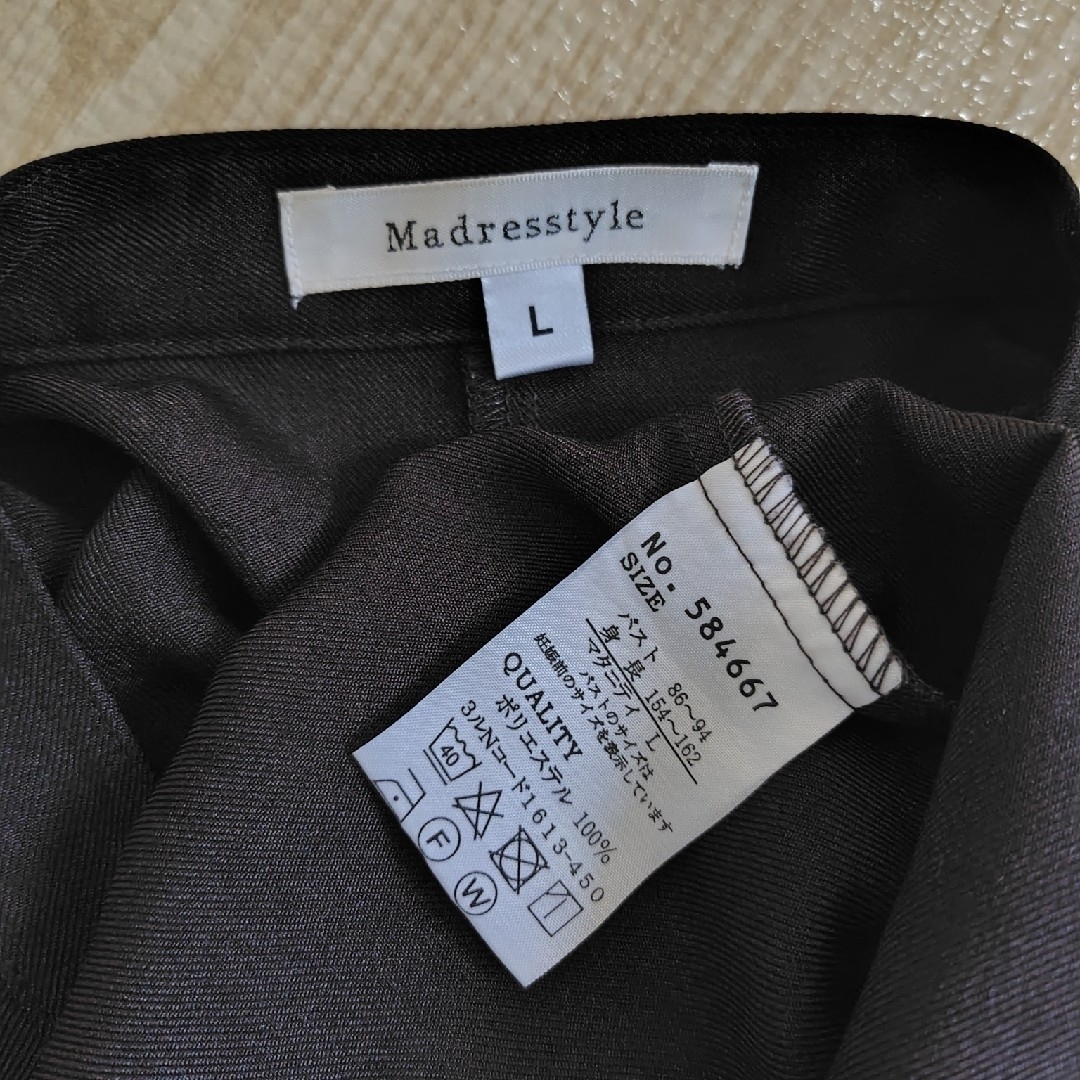 Madresstyle
L
No. 584667
SIZE
バスト 86~94
身長 154~162
マタニティ L
バストのサイズは
妊娠前のサイズを表示しています
QUALITY
ポリエステル 100%
3ルNコード1613-450
40
F
W